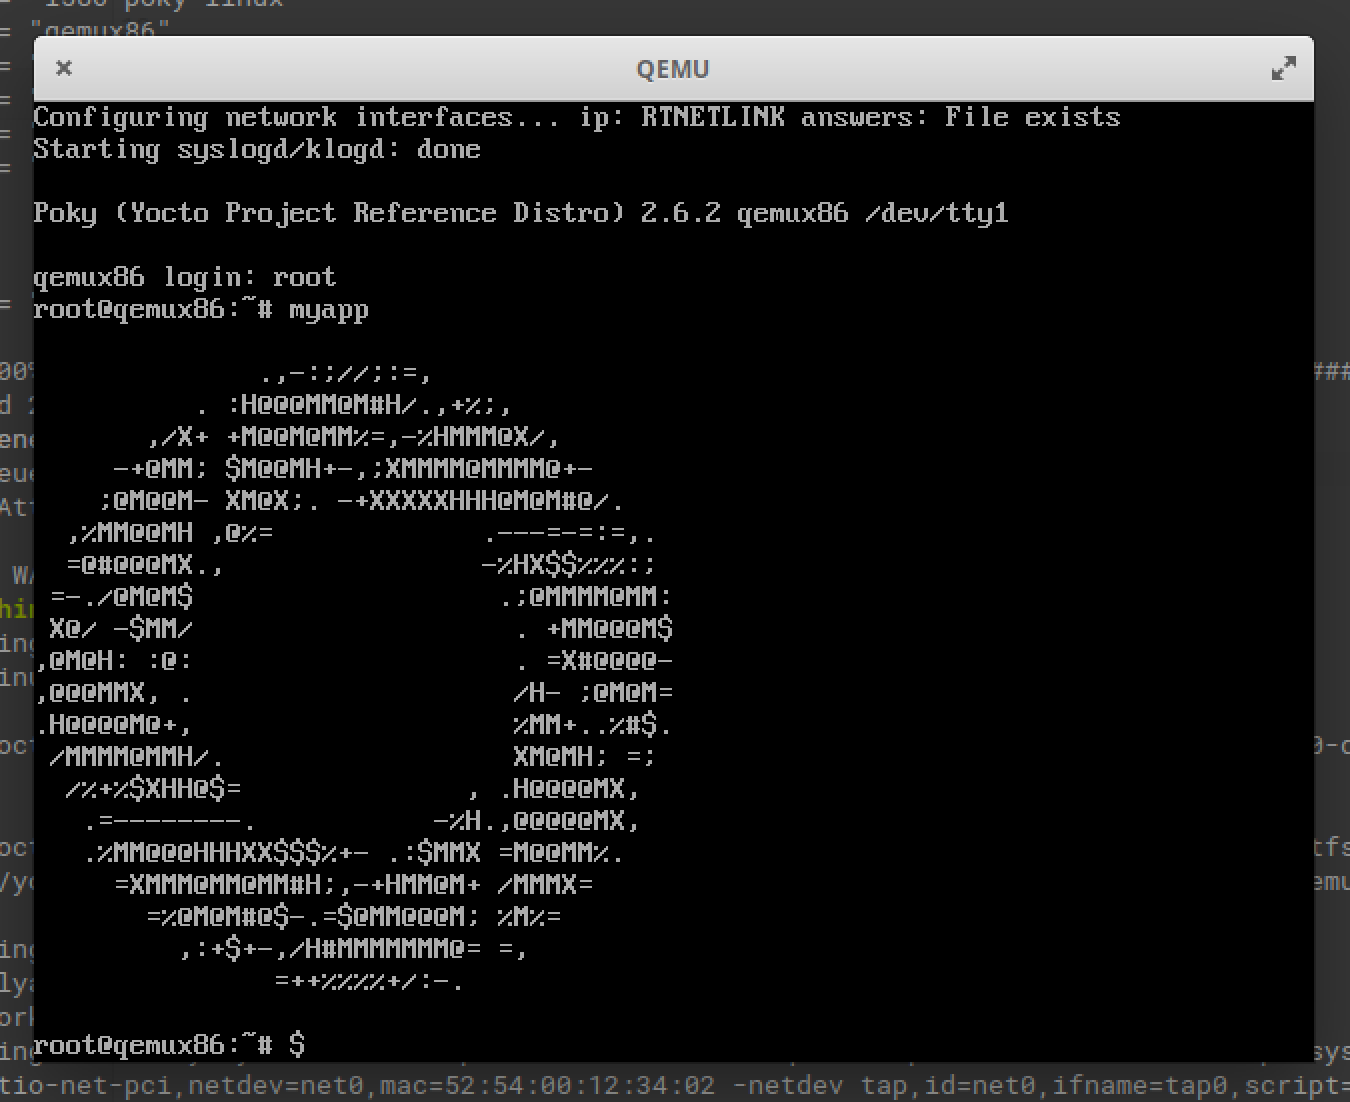 = "i586-poky-linux"
= "qemux86"
QEMU
Configuring network interfaces... ip: RTNETLINK answers: File exists
Starting syslogd/klogd: done
Poky (Yocto Project Reference Distro) 2.6.2 qemux86 /dev/tty1
qemux86 login: root
root@qemux86:~# myapp
              .,-:;//;:=,
          . :H@@@MM@M#H/.,+%;,
       ,/X+ +M@@M@MM%=,-%HMMM@X/,
     -+@MM; $M@@MH+-,;XMMMM@MMMM@+-
    ;@M@@M- XM@X;. -+XXXXXHHH@M@M#@/.
  ,%MM@@MH ,@%=             .---=-=:=,.
  =@#@@@MX.,                -%HX$$%%%:;
 =-./@M@M$                   .;@MMMM@MM:
 X@/ -$MM/                    . +MM@@@M$
,@M@H: :@:                    . =X#@@@@-
,@@@MMX, .                    /H- ;@M@M=
.H@@@@M@+,                    %MM+..%#$.
 /MMMM@MMH/.                  XM@MH; =;
  /%+%$XHH@$=              , .H@@@@MX,
   .=--------.           -%H.,@@@@@MX,
   .%MM@@@HHHXX$$$%+- .:$MMX =M@@MM%.
     =XMMM@MM@MM#H;,-+HMM@M+ /MMMX=
       =%@M@M#@$-.=$@MM@@@M; %M%=
         ,:+$+-,/H#MMMMMMM@= =,
               =++%%%%+/:-.
root@qemux86:~# $
tio-net-pci,netdev=net0,mac=52:54:00:12:34:02 -netdev tap,id=net0,ifname=tap0,script=